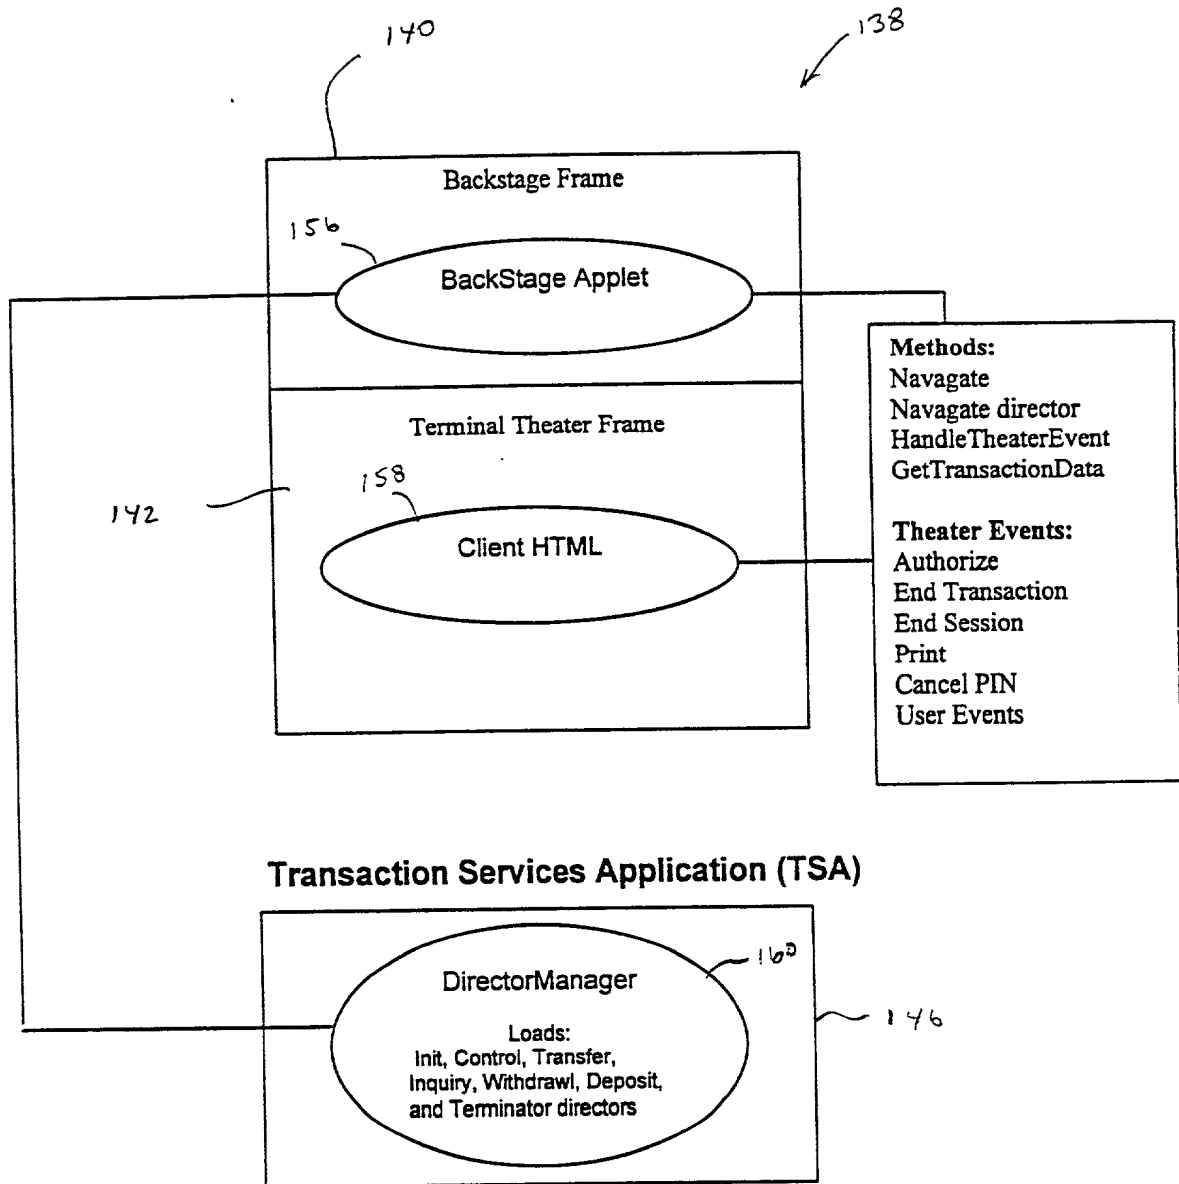 140
138
Backstage Frame
156
BackStage Applet
Methods:
Navagate
Navagate director
HandleTheaterEvent
GetTransactionData
Theater Events:
Authorize
End Transaction
End Session
Print
Cancel PIN
User Events
Terminal Theater Frame
158
142
Client HTML
Transaction Services Application (TSA)
DirectorManager
160
Loads:
Init, Control, Transfer,
Inquiry, Withdrawl, Deposit,
and Terminator directors
146